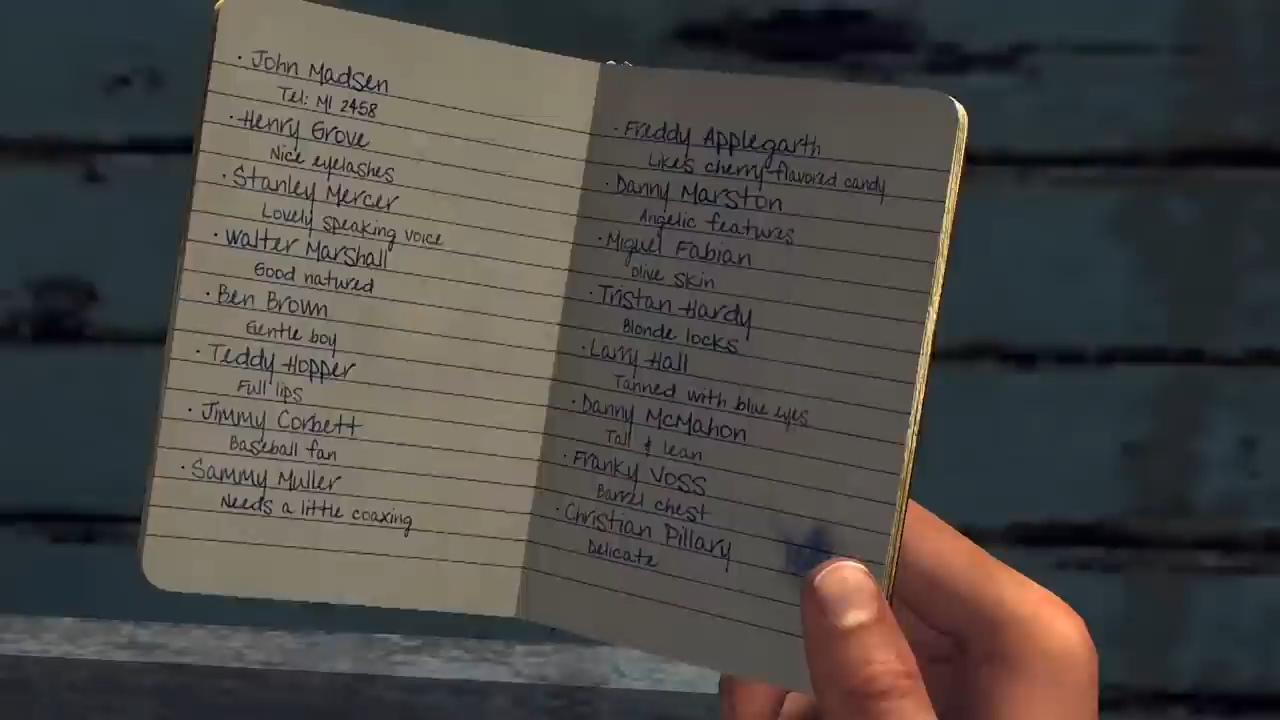 · John Madsen
Tel: MI 2458
· Henry Grove
Nice eyelashes
· Stanley Mercer
Lovely speaking voice
· Walter Marshall
Good natured
· Ben Brown
Gentle boy
· Teddy Hopper
Full lips
· Jimmy Corbett
Baseball fan
· Sammy Muller
Needs a little coaxing
· Freddy Applegarth
Likes cherry-flavored candy
· Danny Marston
Angelic features
· Miguel Fabian
Olive skin
· Tristan Hardy
Blonde locks
· Larry Hall
Tanned with blue eyes
· Danny McMahon
Tall & lean
· Franky Voss
Barrel chest
· Christian Pillary
Delicate